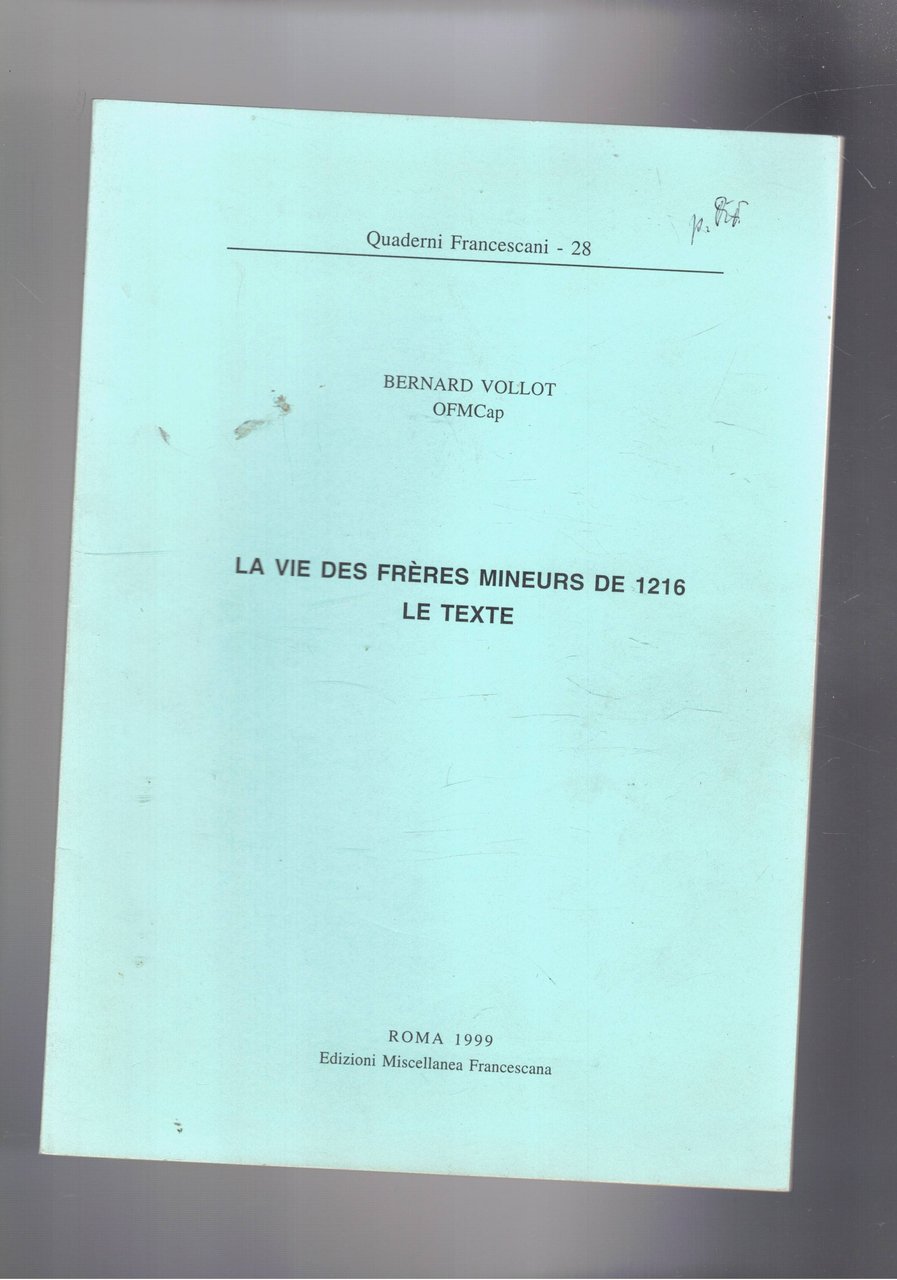 Quaderni Francescani - 28
BERNARD VOLLOT
OFMCap
LA VIE DES FRÈRES MINEURS DE 1216
LE TEXTE
ROMA 1999
Edizioni Miscellanea Francescana